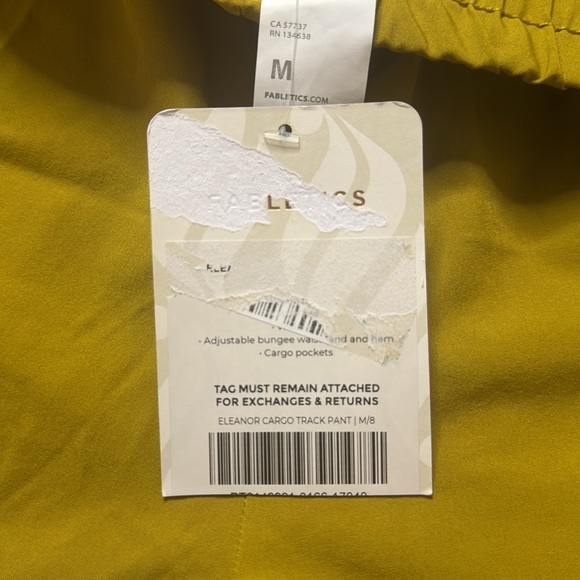 CA 57737
RN 134638
M
FABLETICS.COM
FABLETICS
- Adjustable bungee waistband and hem
- Cargo pockets
TAG MUST REMAIN ATTACHED
FOR EXCHANGES & RETURNS
ELEANOR CARGO TRACK PANT | M/8